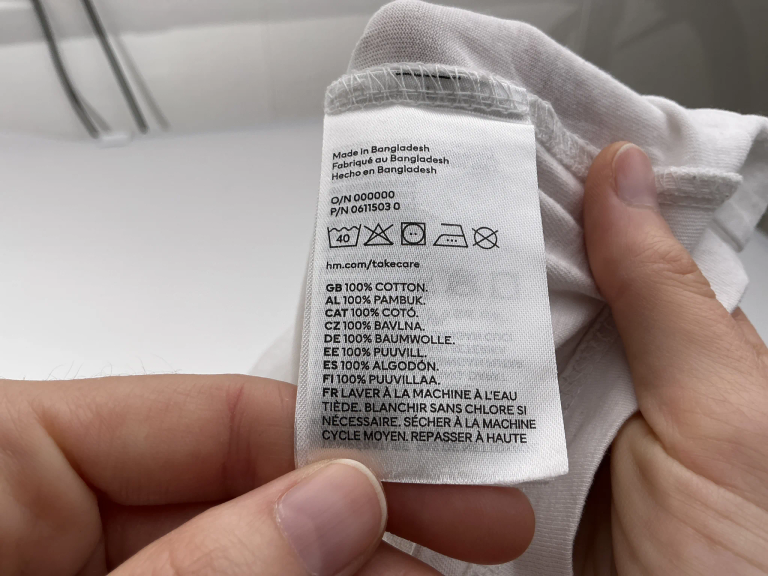 Made in Bangladesh
Fabriqué au Bangladesh
Hecho en Bangladesh
O/N 000000
P/N 0611503 0
40
hm.com/takecare
GB 100% COTTON.
AL 100% PAMBUK.
CAT 100% COTÓ.
CZ 100% BAVLNA.
DE 100% BAUMWOLLE.
EE 100% PUUVILL.
ES 100% ALGODÓN.
FI 100% PUUVILLAA.
FR LAVER À LA MACHINE À L'EAU
TIÈDE. BLANCHIR SANS CHLORE SI
NÉCESSAIRE. SÉCHER À LA MACHINE
CYCLE MOYEN. REPASSER À HAUTE